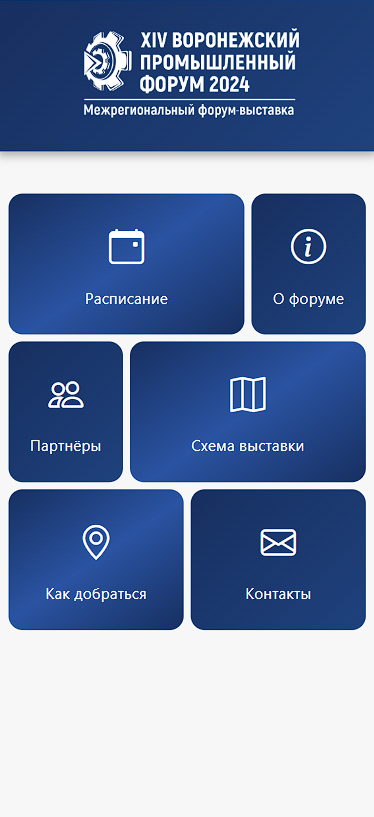 XIV ВОРОНЕЖСКИЙ
ПРОМЫШЛЕННЫЙ
ФОРУМ 2024
Межрегиональный форум-выставка
Расписание
О форуме
Партнёры
Схема выставки
Как добраться
Контакты